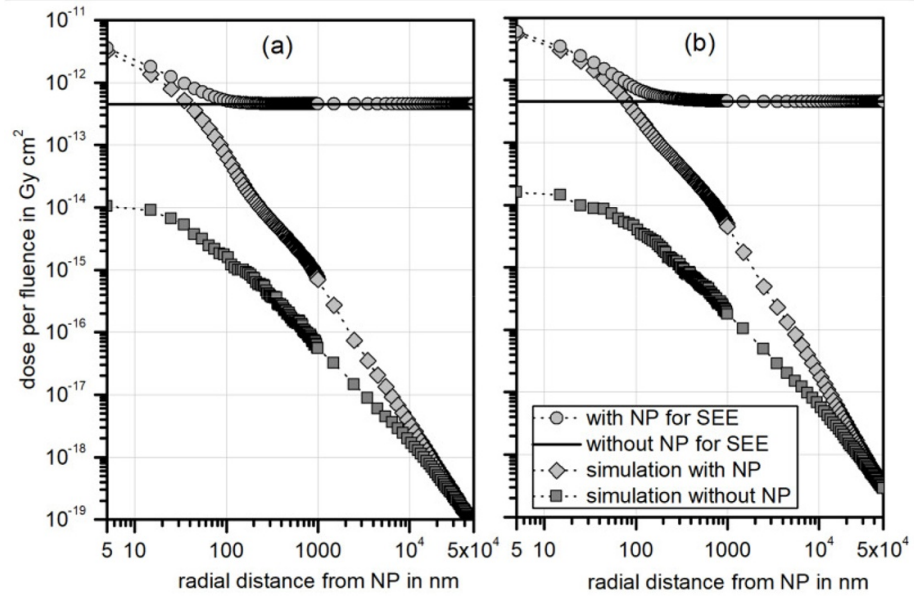 (a)
(b)
dose per fluence in Gy cm²
10⁻¹¹
10⁻¹²
10⁻¹³
10⁻¹⁴
10⁻¹⁵
10⁻¹⁶
10⁻¹⁷
10⁻¹⁸
10⁻¹⁹
with NP for SEE
without NP for SEE
simulation with NP
simulation without NP
5 10 100 1000 10⁴ 5x10⁴
5 10 100 1000 10⁴ 5x10⁴
radial distance from NP in nm
radial distance from NP in nm